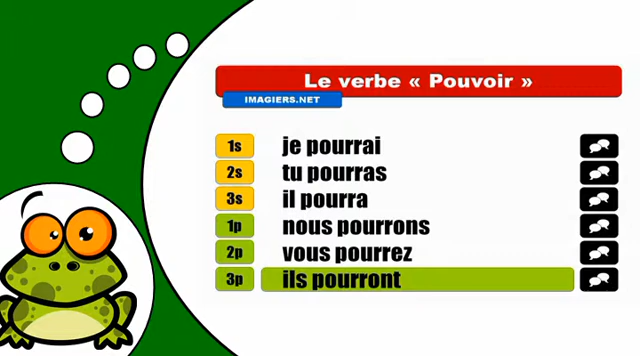 Le verbe « Pouvoir »
IMAGIERS.NET
1s je pourrai
2s tu pourras
3s il pourra
1p nous pourrons
2p vous pourrez
3p ils pourront